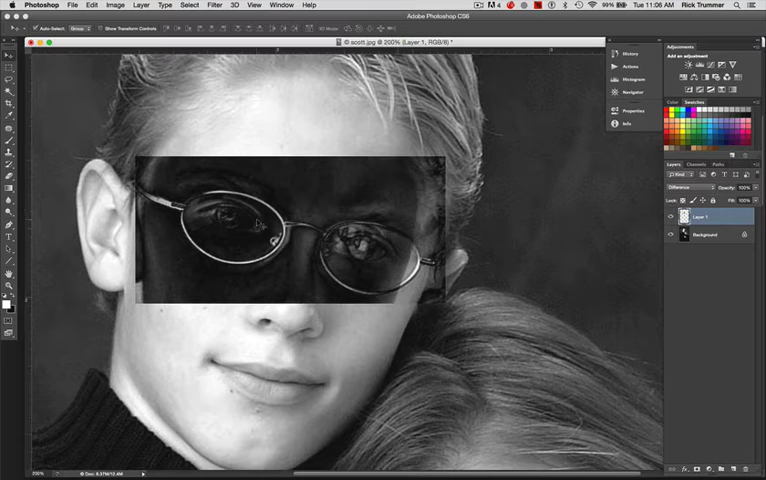 Photoshop File Edit Image Layer Type Select Filter 3D View Window Help
99% Tue 11:06 AM Rick Trummer
Adobe Photoshop CS6
Auto-Select: Group Show Transform Controls 3D Mode:
© scott.jpg @ 200% (Layer 1, RGB/8) *
History
Actions
Histogram
Navigator
Properties
Info
Adjustments
Add an adjustment
Color Swatches
Layers Channels Paths
Kind
Difference Opacity: 100%
Lock: Fill: 100%
Layer 1
Background
200% Doc: 8.37M/12.4M